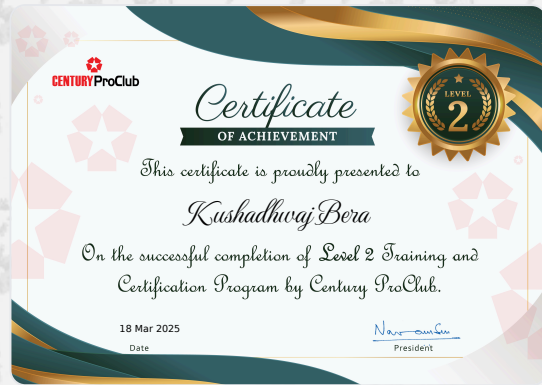 CENTURY ProClub
LEVEL
2
Certificate
OF ACHIEVEMENT
This certificate is proudly presented to
Kushadhwaj Bera
On the successful completion of Level 2 Training and
Certification Program by Century ProClub.
18 Mar 2025
Date
President